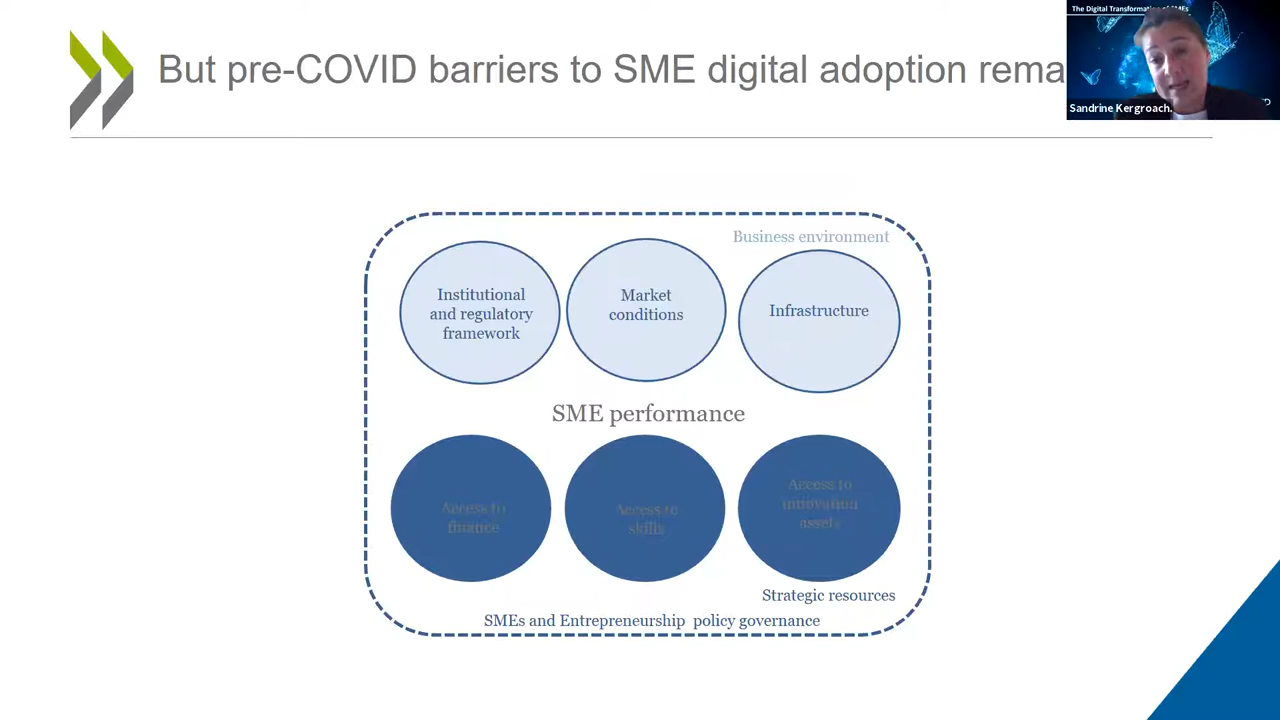 But pre-COVID barriers to SME digital adoption rema
The Digital Transformation of SMEs
Sandrine Kergroach.
Business environment
Institutional
and regulatory
framework
Market
conditions
Infrastructure
SME performance
Access to
finance
Access to
skills
Access to
innovation
assets
Strategic resources
SMEs and Entrepreneurship policy governance